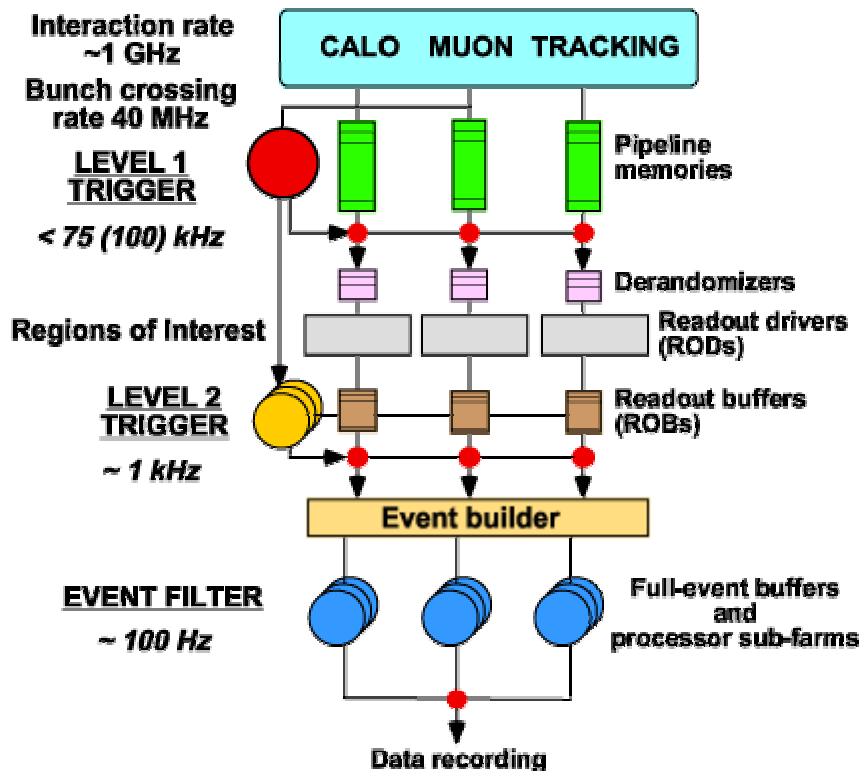 Interaction rate
~1 GHz
CALO MUON TRACKING
Bunch crossing
rate 40 MHz
LEVEL 1
TRIGGER
Pipeline
memories
< 75 (100) kHz
Derandomizers
Regions of Interest
Readout drivers
(RODs)
LEVEL 2
TRIGGER
Readout buffers
(ROBs)
~ 1 kHz
Event builder
EVENT FILTER
~ 100 Hz
Full-event buffers
and
processor sub-farms
Data recording